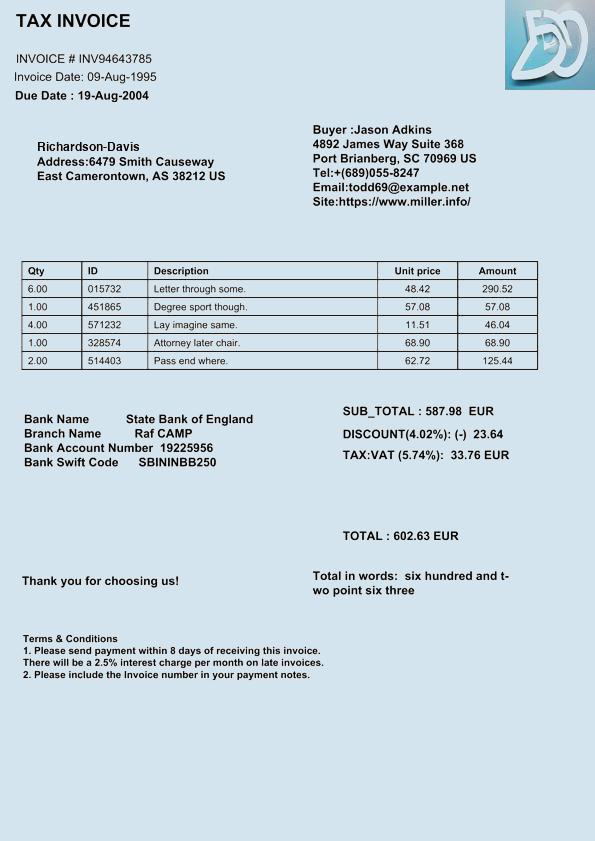 TAX INVOICE
INVOICE # INV94643785
Invoice Date: 09-Aug-1995
Due Date : 19-Aug-2004
Richardson-Davis
Address:6479 Smith Causeway
East Camerontown, AS 38212 US
Buyer :Jason Adkins
4892 James Way Suite 368
Port Brianberg, SC 70969 US
Tel:+(689)055-8247
Email:todd69@example.net
Site:https://www.miller.info/
Qty ID Description Unit price Amount
6.00 015732 Letter through some. 48.42 290.52
1.00 451865 Degree sport though. 57.08 57.08
4.00 571232 Lay imagine same. 11.51 46.04
1.00 328574 Attorney later chair. 68.90 68.90
2.00 514403 Pass end where. 62.72 125.44
Bank Name State Bank of England
Branch Name Raf CAMP
Bank Account Number 19225956
Bank Swift Code SBININBB250
SUB_TOTAL : 587.98 EUR
DISCOUNT(4.02%): (-) 23.64
TAX:VAT (5.74%): 33.76 EUR
TOTAL : 602.63 EUR
Thank you for choosing us!
Total in words: six hundred and t-
wo point six three
Terms & Conditions
1. Please send payment within 8 days of receiving this invoice.
There will be a 2.5% interest charge per month on late invoices.
2. Please include the Invoice number in your payment notes.